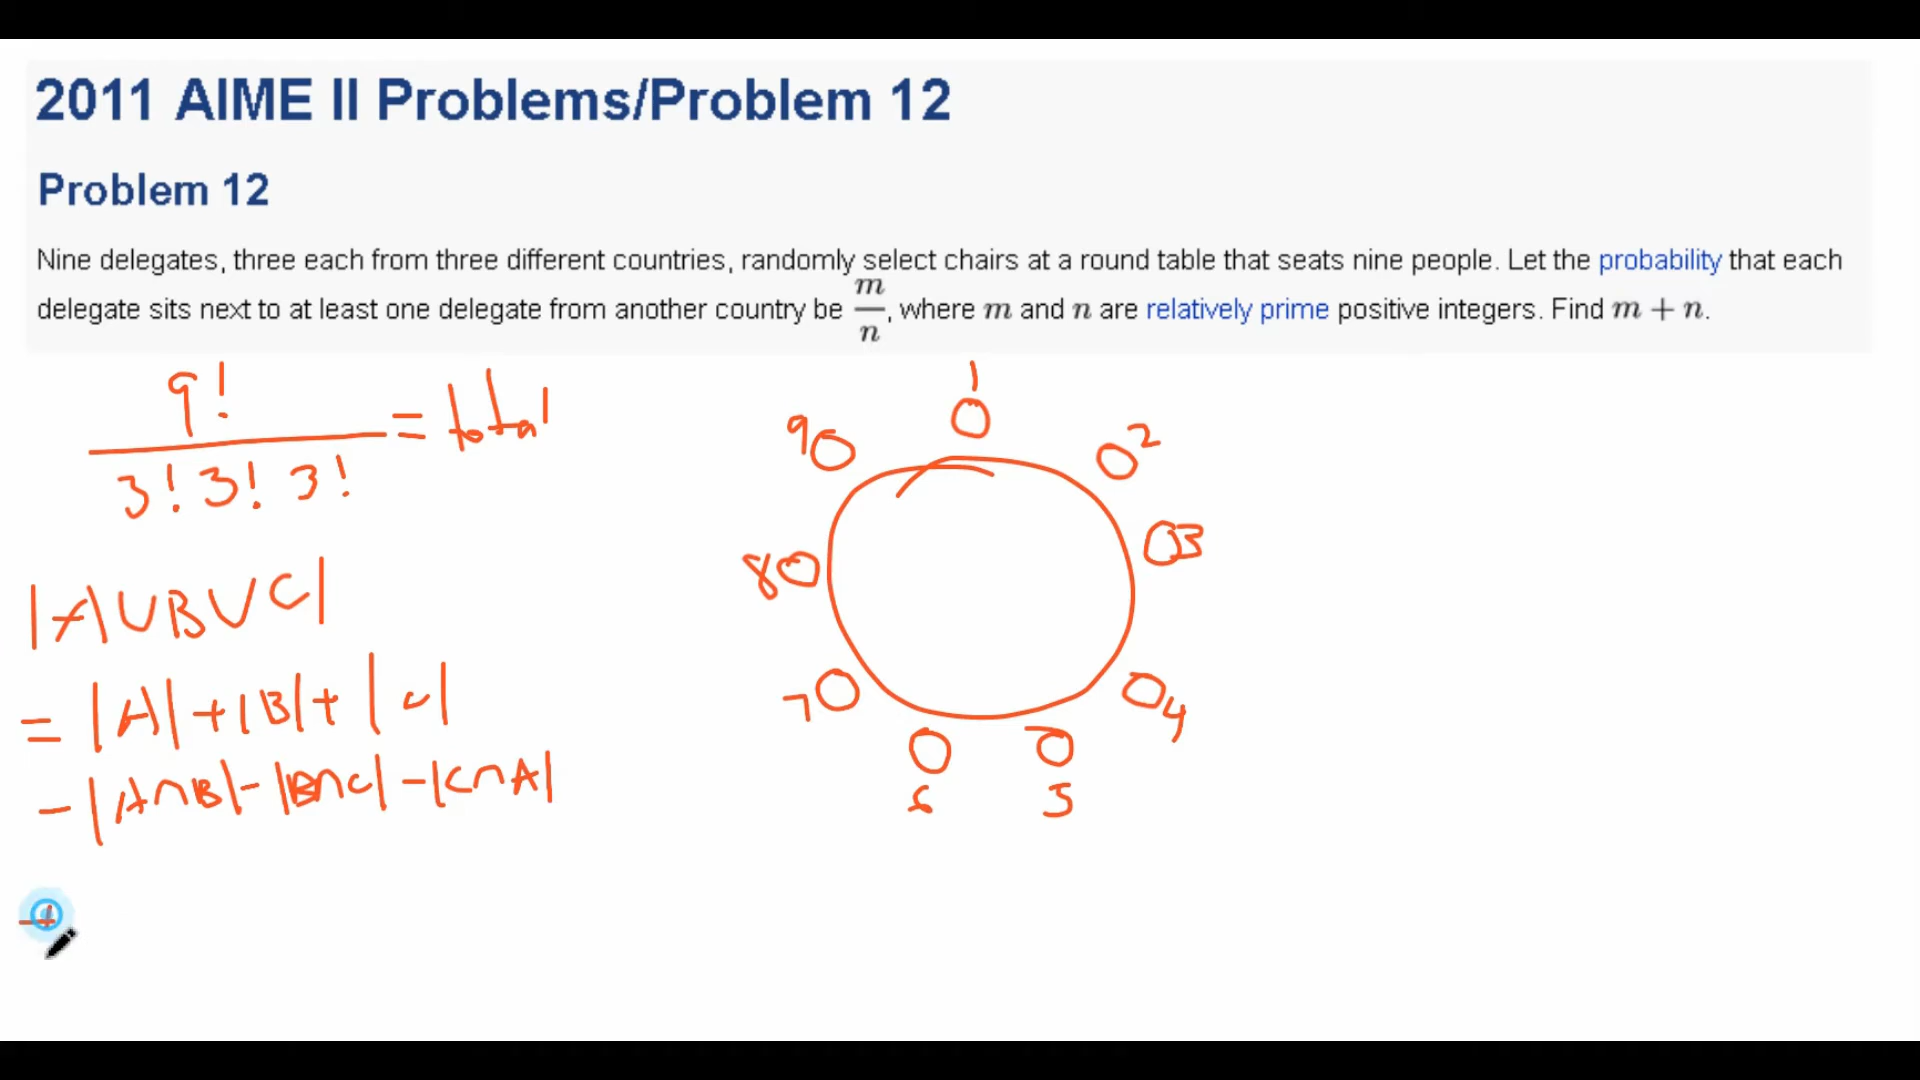 2011 AIME II Problems/Problem 12
Problem 12
Nine delegates, three each from three different countries, randomly select chairs at a round table that seats nine people. Let the probability that each
delegate sits next to at least one delegate from another country be m/n, where m and n are relatively prime positive integers. Find m + n.
9!
= total
3! 3! 3!
|A∪B∪C|
= |A| + |B| + |C|
- |A∩B| - |B∩C| - |C∩A|
+
1
2
3
4
5
6
7
8
9